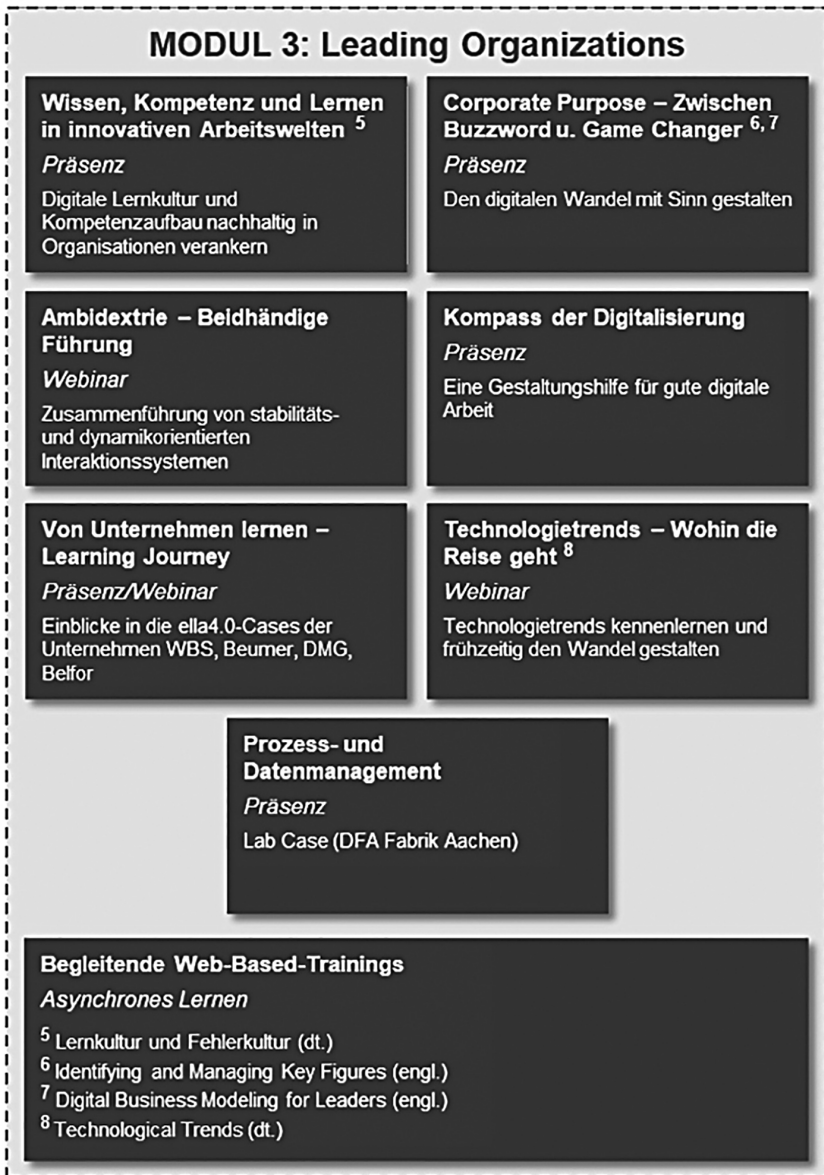 MODUL 3: Leading Organizations
Wissen, Kompetenz und Lernen
in innovativen Arbeitswelten 5
Präsenz
Digitale Lernkultur und
Kompetenzaufbau nachhaltig in
Organisationen verankern
Corporate Purpose – Zwischen
Buzzword u. Game Changer 6, 7
Präsenz
Den digitalen Wandel mit Sinn gestalten
Ambidextrie – Beidhändige
Führung
Webinar
Zusammenführung von stabilitäts-
und dynamikorientierten
Interaktionssystemen
Kompass der Digitalisierung
Präsenz
Eine Gestaltungshilfe für gute digitale
Arbeit
Von Unternehmen lernen –
Learning Journey
Präsenz/Webinar
Einblicke in die ella4.0-Cases der
Unternehmen WBS, Beumer, DMG,
Belfor
Technologietrends – Wohin die
Reise geht 8
Webinar
Technologietrends kennenlernen und
frühzeitig den Wandel gestalten
Prozess- und
Datenmanagement
Präsenz
Lab Case (DFA Fabrik Aachen)
Begleitende Web-Based-Trainings
Asynchrones Lernen
5 Lernkultur und Fehlerkultur (dt.)
6 Identifying and Managing Key Figures (engl.)
7 Digital Business Modeling for Leaders (engl.)
8 Technological Trends (dt.)